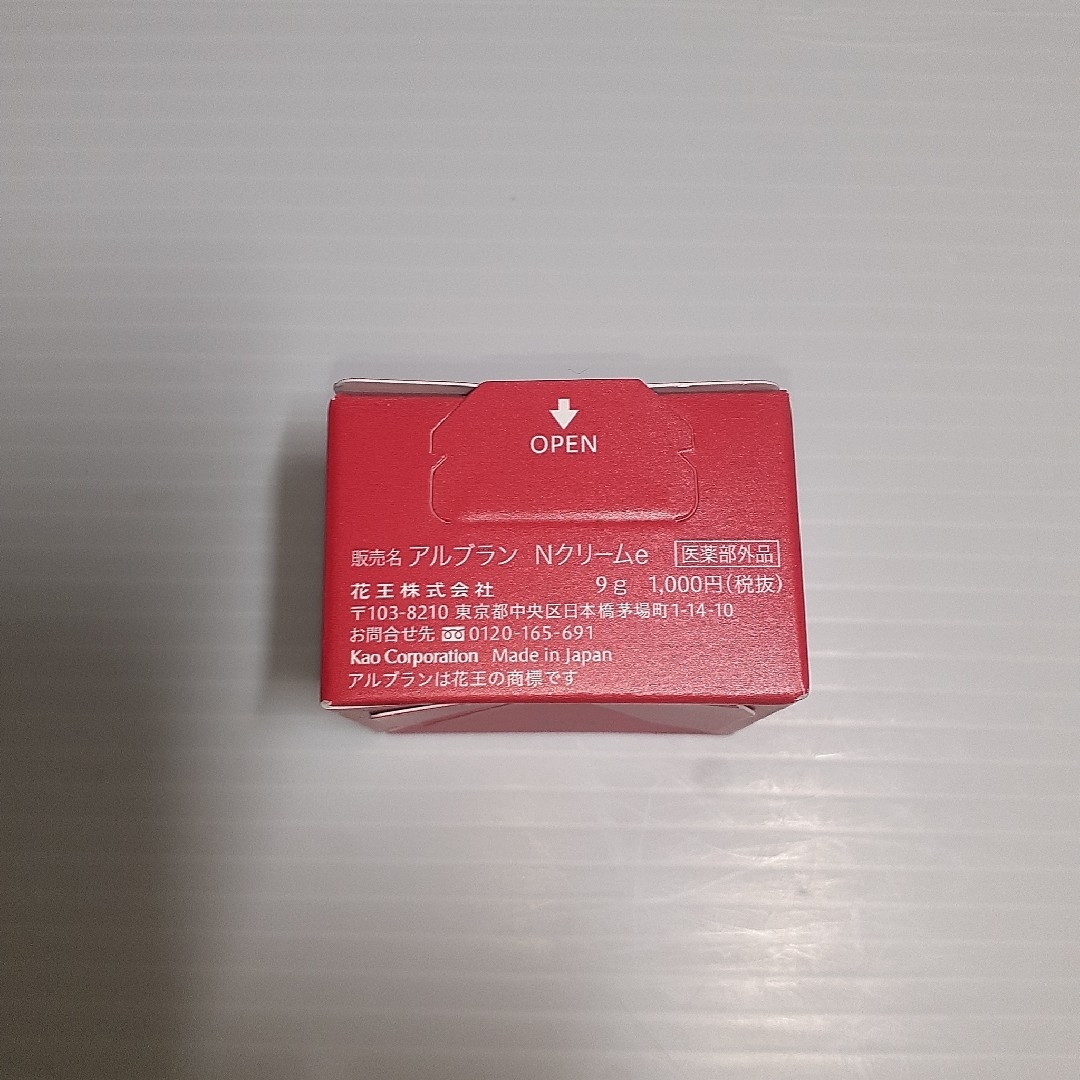 OPEN
販売名 アルブラン Nクリームe 医薬部外品
花王株式会社 9g 1,000円(税抜)
〒103-8210 東京都中央区日本橋茅場町1-14-10
お問合せ先 0120-165-691
Kao Corporation Made in Japan
アルブランは花王の商標です